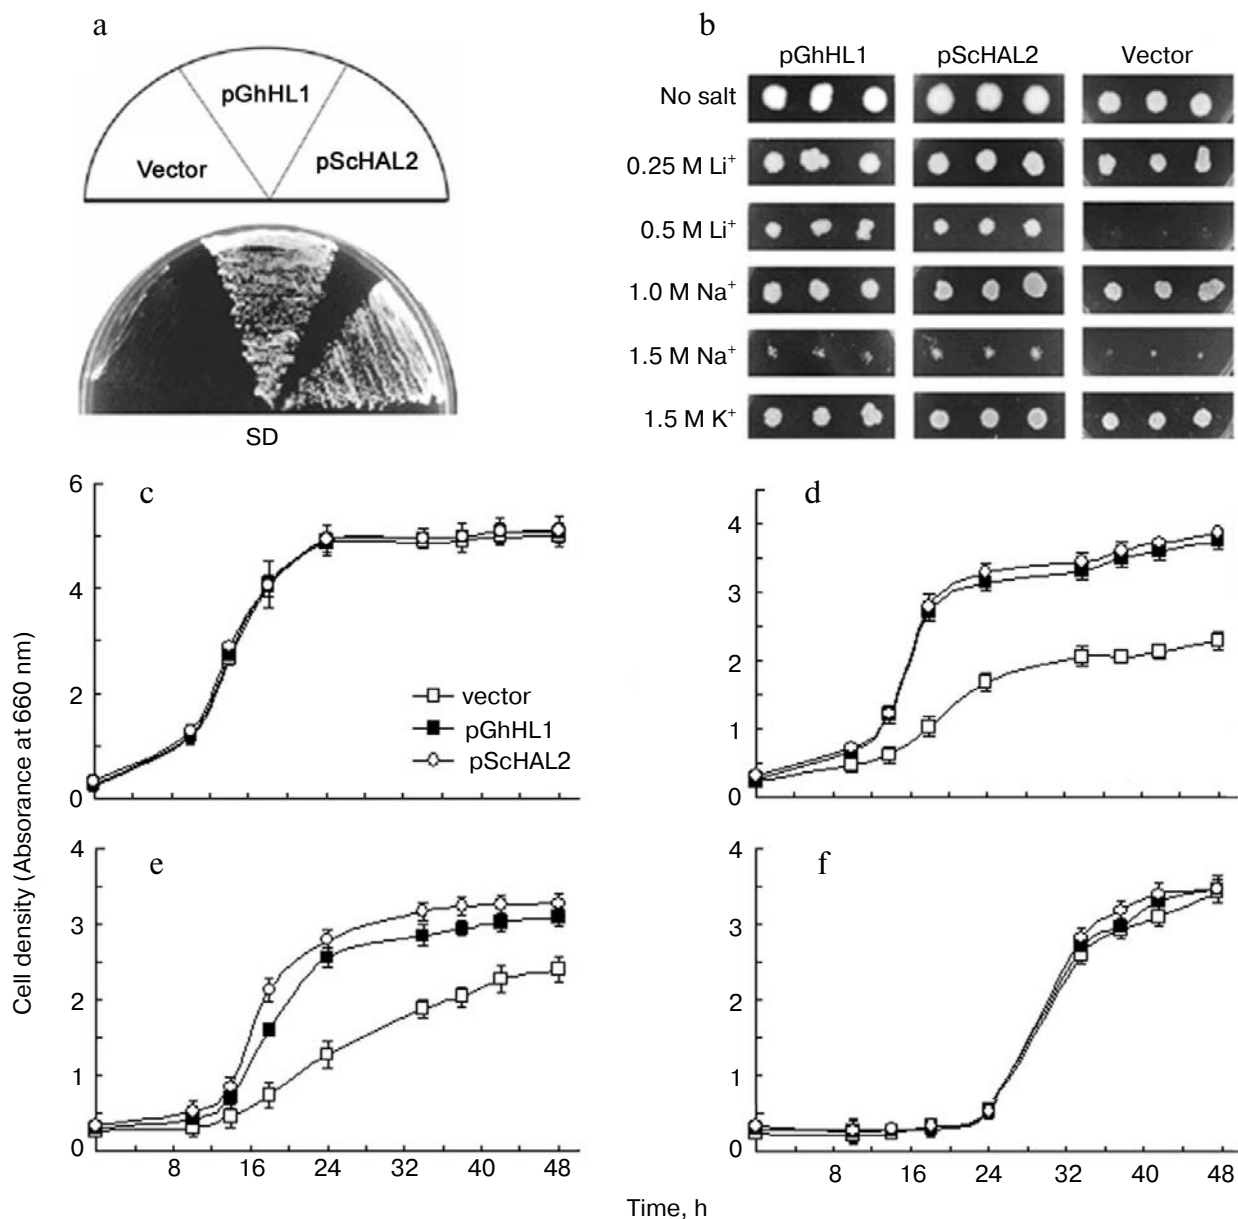 a
pGhHL1
Vector
pScHAL2
SD
b
pGhHL1 pScHAL2 Vector
No salt
0.25 M Li⁺
0.5 M Li⁺
1.0 M Na⁺
1.5 M Na⁺
1.5 M K⁺
Cell density (Absorance at 660 nm)
c
6
4
2
0
vector
pGhHL1
pScHAL2
d
4
3
2
1
0
e
4
3
2
1
0
8 16 24 32 40 48
f
4
3
2
1
0
8 16 24 32 40 48
Time, h